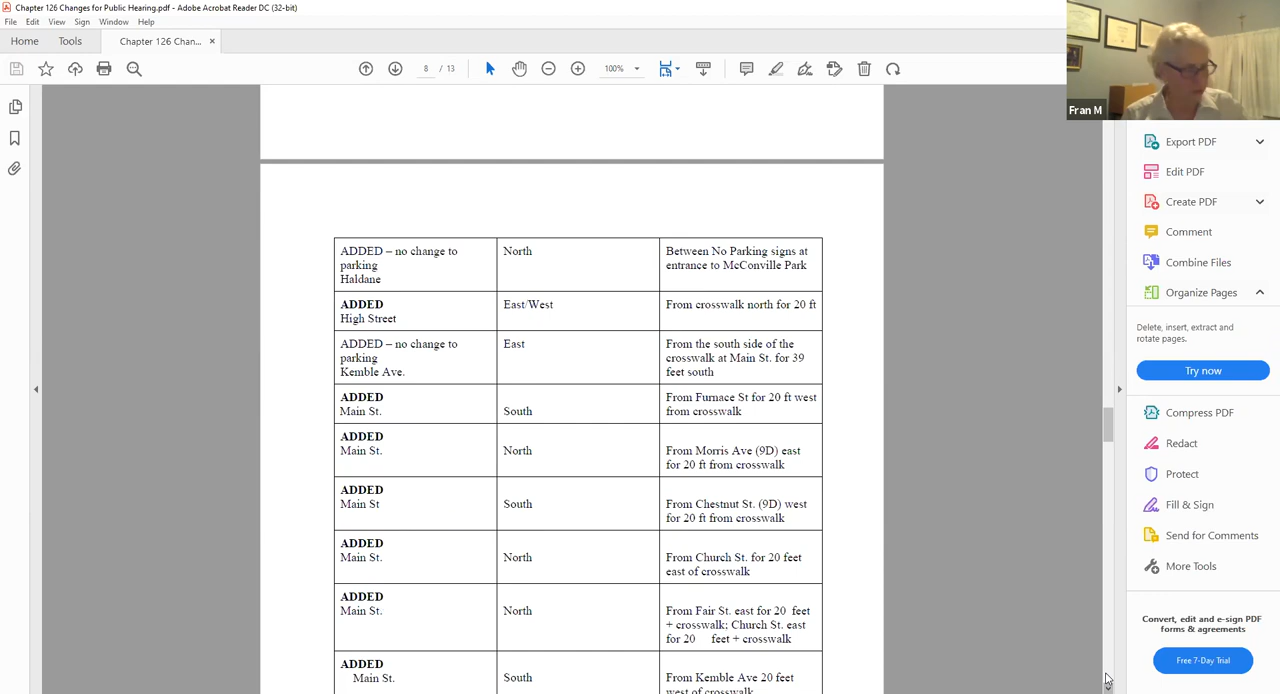 Chapter 126 Changes for Public Hearing.pdf - Adobe Acrobat Reader DC (32-bit)
File Edit View Sign Window Help
Home Tools Chapter 126 Chan... ×
8 / 13 100%
Fran M
Export PDF
Edit PDF
Create PDF
Comment
Combine Files
Organize Pages
Delete, insert, extract and
rotate pages.
Try now
Compress PDF
Redact
Protect
Fill & Sign
Send for Comments
More Tools
Convert, edit and e-sign PDF
forms & agreements
Free 7-Day Trial
ADDED – no change to
parking
Haldane
North
Between No Parking signs at
entrance to McConville Park
ADDED
High Street
East/West
From crosswalk north for 20 ft
ADDED – no change to
parking
Kemble Ave.
East
From the south side of the
crosswalk at Main St. for 39
feet south
ADDED
Main St.
South
From Furnace St for 20 ft west
from crosswalk
ADDED
Main St.
North
From Morris Ave (9D) east
for 20 ft from crosswalk
ADDED
Main St
South
From Chestnut St. (9D) west
for 20 ft from crosswalk
ADDED
Main St.
North
From Church St. for 20 feet
east of crosswalk
ADDED
Main St.
North
From Fair St. east for 20 feet
+ crosswalk; Church St. east
for 20 feet + crosswalk
ADDED
Main St.
South
From Kemble Ave 20 feet
west of crosswalk